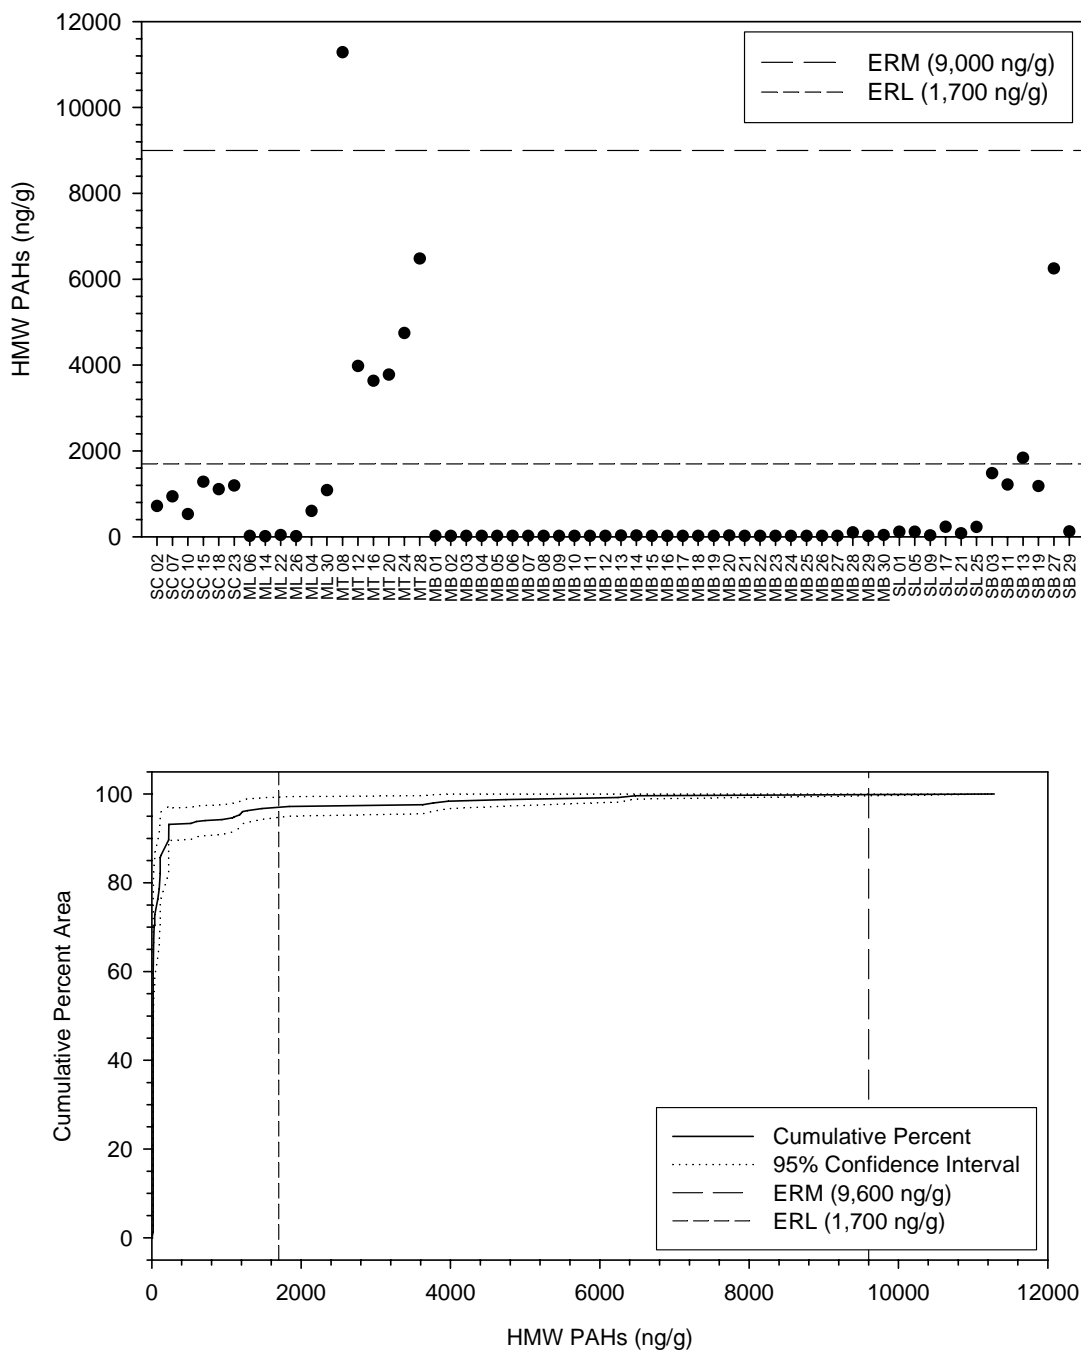 12000
10000
8000
6000
4000
2000
0
HMW PAHs (ng/g)
ERM (9,000 ng/g)
ERL (1,700 ng/g)
SC 02
SC 07
SC 10
SC 15
SC 18
SC 23
ML 06
ML 14
ML 22
ML 26
ML 04
ML 30
MT 08
MT 12
MT 16
MT 20
MT 24
MT 28
MB 01
MB 02
MB 03
MB 04
MB 05
MB 06
MB 07
MB 08
MB 09
MB 10
MB 11
MB 12
MB 13
MB 14
MB 15
MB 16
MB 17
MB 18
MB 19
MB 20
MB 21
MB 22
MB 23
MB 24
MB 25
MB 26
MB 27
MB 28
MB 29
MB 30
SL 01
SL 05
SL 09
SL 17
SL 21
SL 25
SB 03
SB 11
SB 13
SB 19
SB 27
SB 29
100
80
60
40
20
0
Cumulative Percent Area
Cumulative Percent
95% Confidence Interval
ERM (9,600 ng/g)
ERL (1,700 ng/g)
0 2000 4000 6000 8000 10000 12000
HMW PAHs (ng/g)